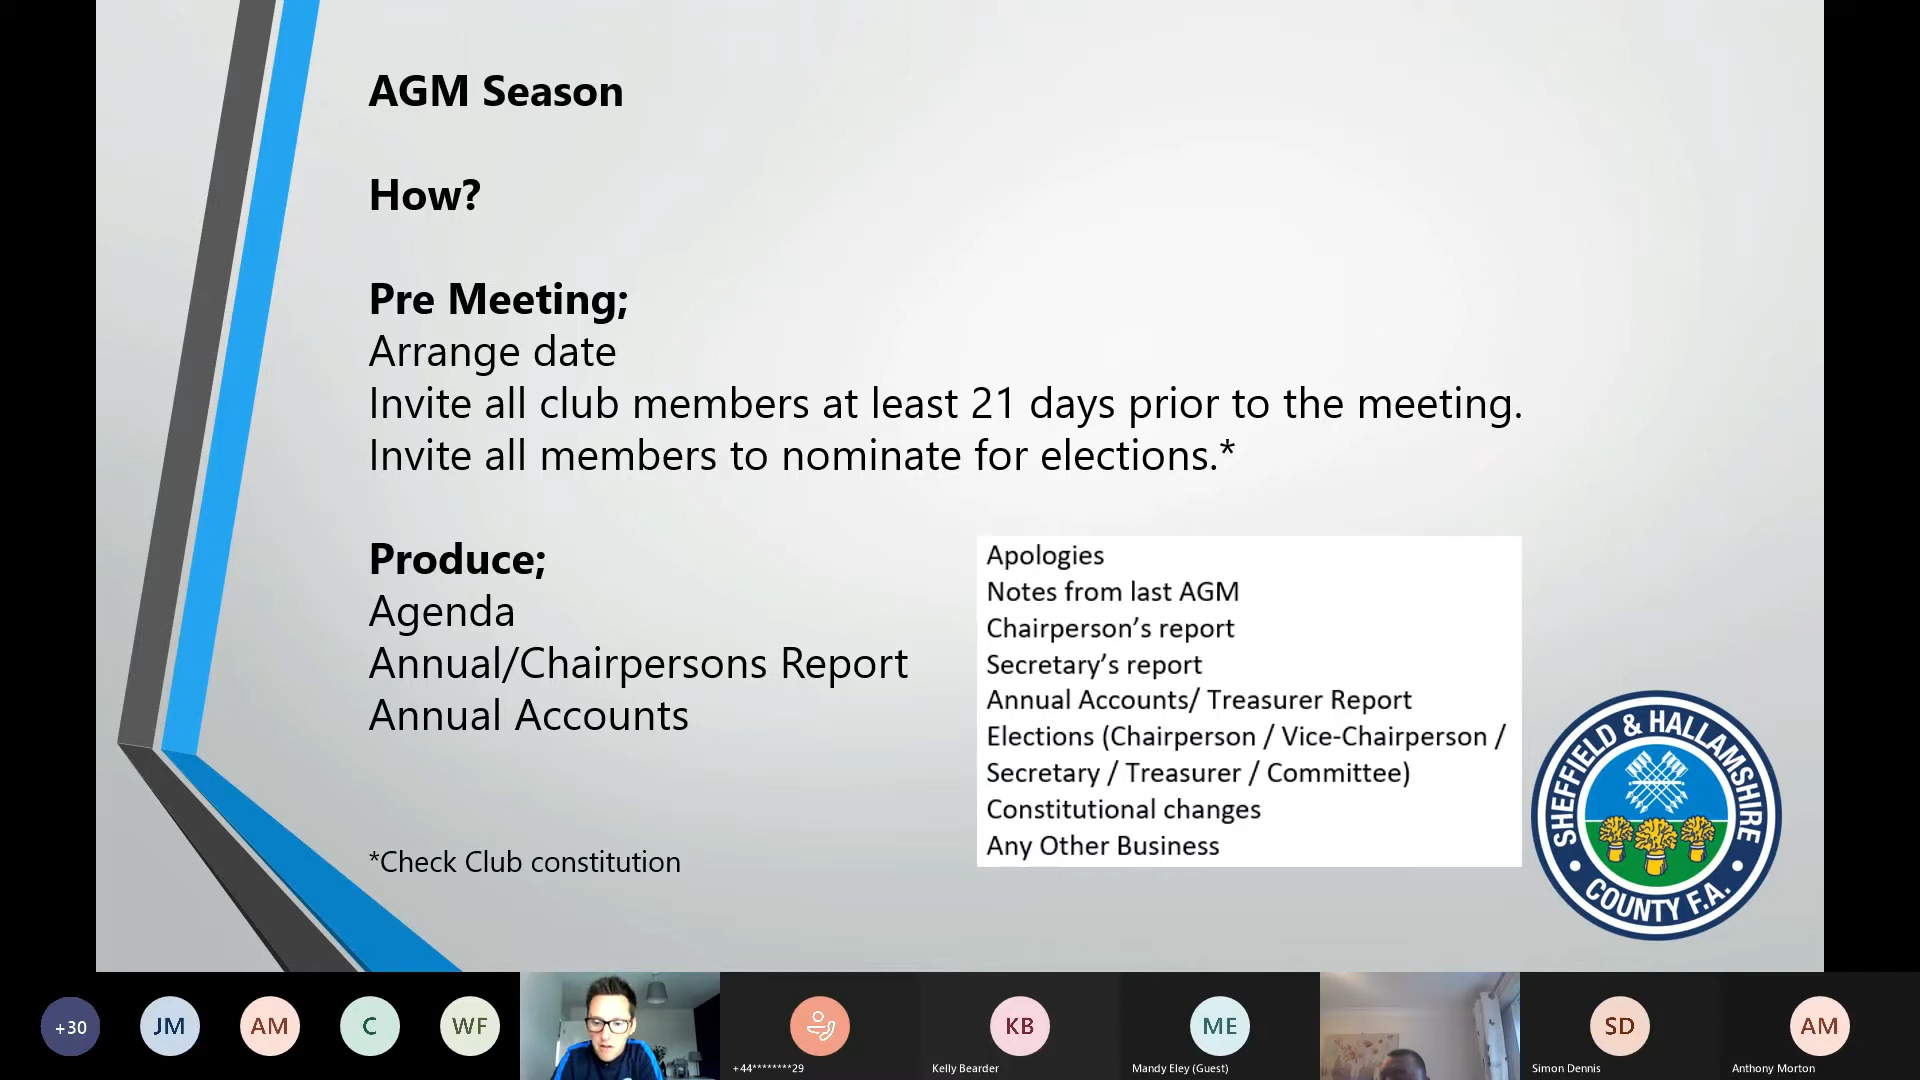 AGM Season
How?
Pre Meeting;
Arrange date
Invite all club members at least 21 days prior to the meeting.
Invite all members to nominate for elections.*
Produce;
Agenda
Annual/Chairpersons Report
Annual Accounts
*Check Club constitution
Apologies
Notes from last AGM
Chairperson’s report
Secretary’s report
Annual Accounts/ Treasurer Report
Elections (Chairperson / Vice-Chairperson /
Secretary / Treasurer / Committee)
Constitutional changes
Any Other Business
SHEFFIELD & HALLAMSHIRE
COUNTY F.A.
+30
JM
AM
C
WF
+44********29
KB
Kelly Bearder
ME
Mandy Eley (Guest)
SD
Simon Dennis
AM
Anthony Morton